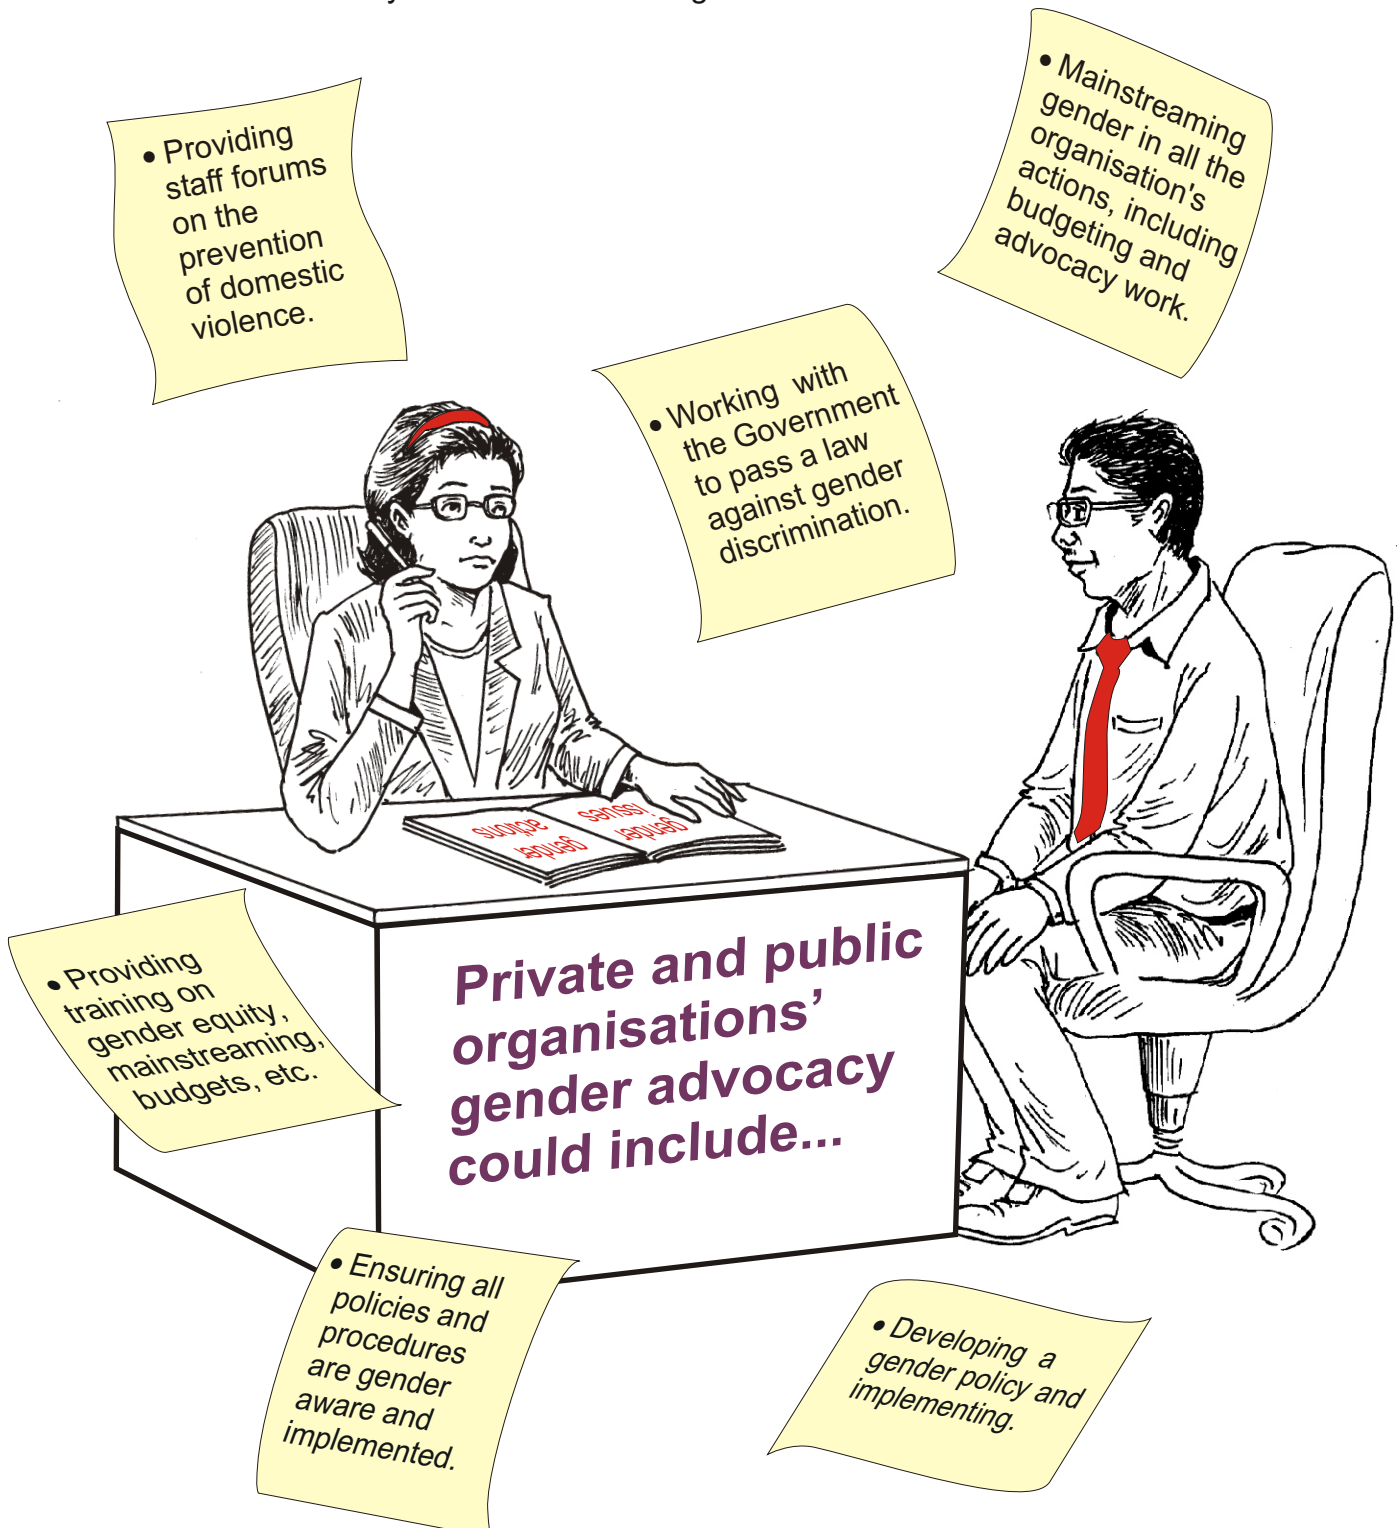 • Providing
staff forums
on the
prevention
of domestic
violence.
• Mainstreaming
gender in all the
organisation's
actions, including
budgeting and
advocacy work.
• Working with
the Government
to pass a law
against gender
discrimination.
gender
issues
gender
actions
Private and public
organisations’
gender advocacy
could include...
• Providing
training on
gender equity,
mainstreaming,
budgets, etc.
• Ensuring all
policies and
procedures
are gender
aware and
implemented.
• Developing a
gender policy and
implementing.